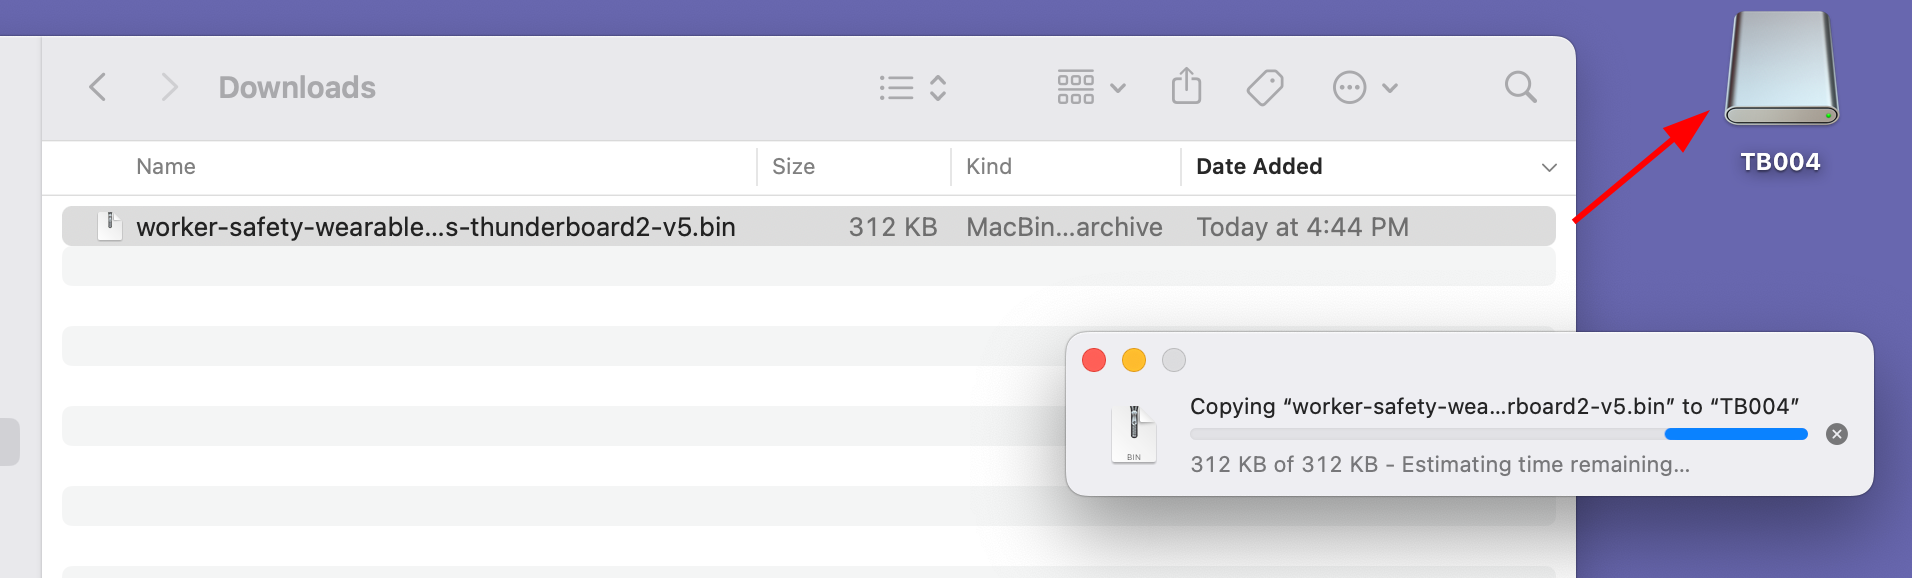 Downloads
TB004
Name Size Kind Date Added
worker-safety-wearable...s-thunderboard2-v5.bin 312 KB MacBin...archive Today at 4:44 PM
Copying “worker-safety-wea...rboard2-v5.bin” to “TB004”
BIN
312 KB of 312 KB - Estimating time remaining...